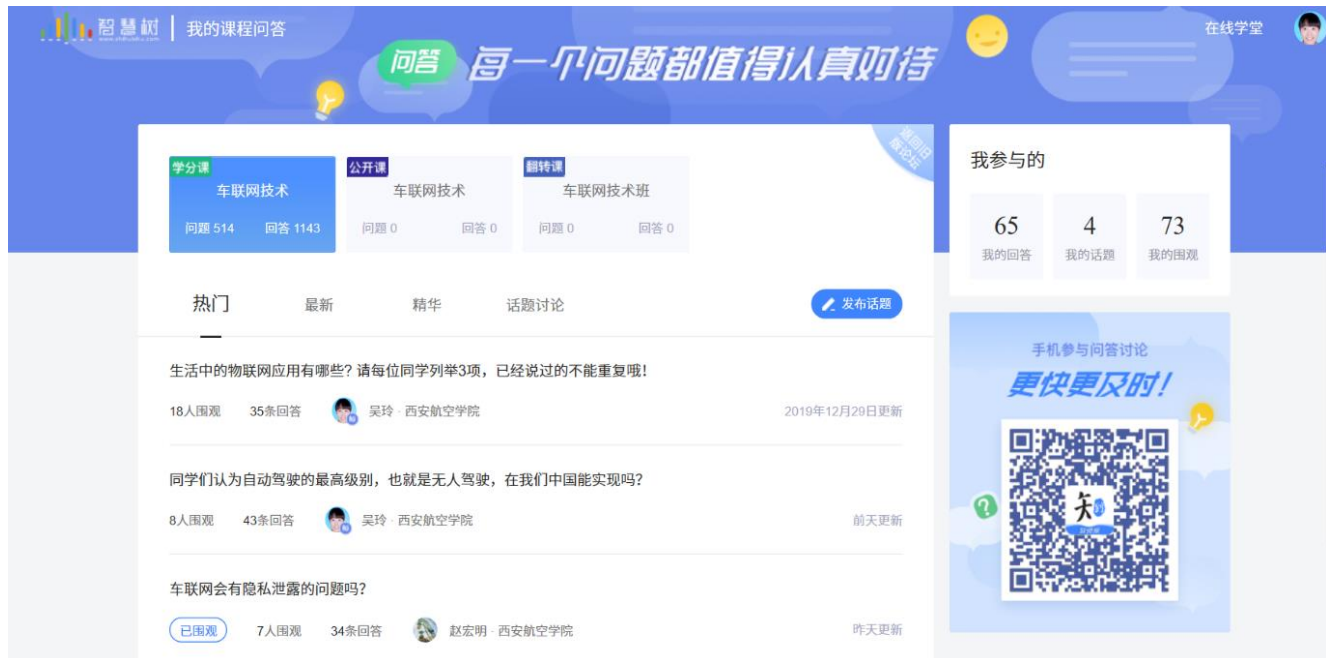 智慧树 | 我的课程问答
在线学堂
问答 每一个问题都值得认真对待
返回旧
版论坛
学分课
车联网技术
问题 514 回答 1143
公开课
车联网技术
问题 0 回答 0
翻转课
车联网技术班
问题 0 回答 0
热门 最新 精华 话题讨论 发布话题
生活中的物联网应用有哪些? 请每位同学列举3项，已经说过的不能重复哦!
18人围观 35条回答 吴玲 · 西安航空学院 2019年12月29日更新
同学们认为自动驾驶的最高级别，也就是无人驾驶，在我们中国能实现吗?
8人围观 43条回答 吴玲 · 西安航空学院 前天更新
车联网会有隐私泄露的问题吗?
已围观 7人围观 34条回答 赵宏明 · 西安航空学院 昨天更新
我参与的
65 4 73
我的回答 我的话题 我的围观
手机参与问答讨论
更快更及时!